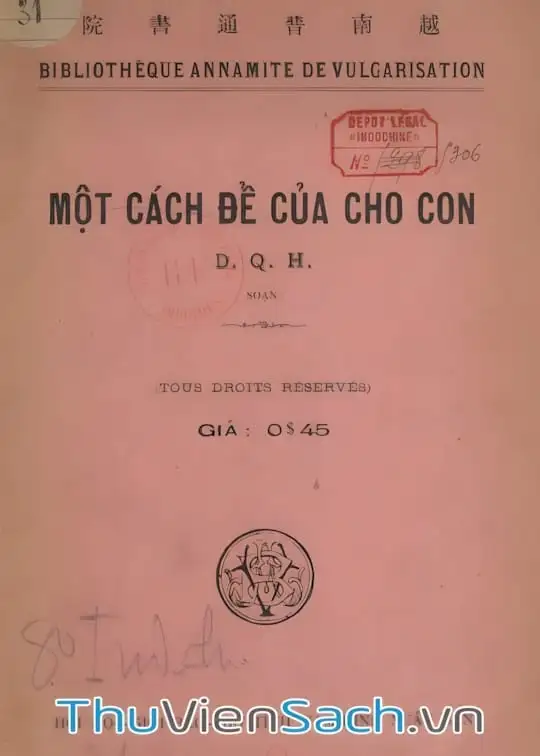 31
院書通普南越
BIBLIOTHÈQUE ANNAMITE DE VULGARISATION
DEPOT LEGAL
INDOCHINE
No
MỘT CÁCH ĐỂ CỦA CHO CON
D. Q. H.
SOẠN
(TOUS DROITS RÉSERVÉS)
GIÁ : 0$45
ThuVienSach.vn